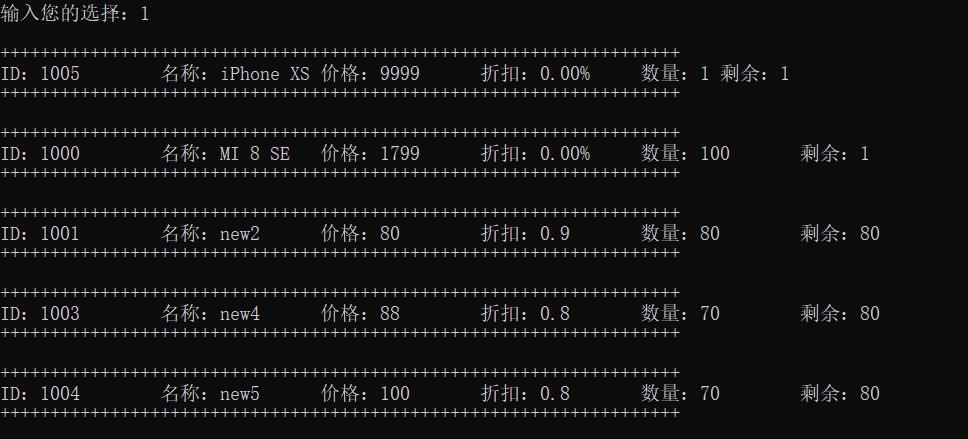 输入您的选择：1
++++++++++++++++++++++++++++++++++++++++++++++++++++++++++++++++++++
ID：1005 名称：iPhone XS 价格：9999 折扣：0.00% 数量：1 剩余：1
++++++++++++++++++++++++++++++++++++++++++++++++++++++++++++++++++++
++++++++++++++++++++++++++++++++++++++++++++++++++++++++++++++++++++
ID：1000 名称：MI 8 SE 价格：1799 折扣：0.00% 数量：100 剩余：1
++++++++++++++++++++++++++++++++++++++++++++++++++++++++++++++++++++
++++++++++++++++++++++++++++++++++++++++++++++++++++++++++++++++++++
ID：1001 名称：new2 价格：80 折扣：0.9 数量：80 剩余：80
++++++++++++++++++++++++++++++++++++++++++++++++++++++++++++++++++++
++++++++++++++++++++++++++++++++++++++++++++++++++++++++++++++++++++
ID：1003 名称：new4 价格：88 折扣：0.8 数量：70 剩余：80
++++++++++++++++++++++++++++++++++++++++++++++++++++++++++++++++++++
++++++++++++++++++++++++++++++++++++++++++++++++++++++++++++++++++++
ID：1004 名称：new5 价格：100 折扣：0.8 数量：70 剩余：80
++++++++++++++++++++++++++++++++++++++++++++++++++++++++++++++++++++